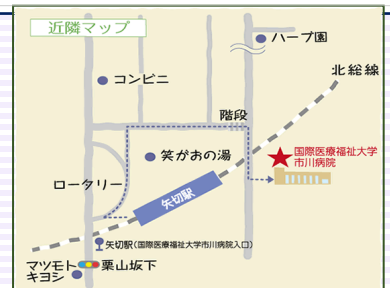 近隣マップ
ハーブ園
北総線
コンビニ
階段
国際医療福祉大学
市川病院
笑がおの湯
ロータリー
矢切駅
矢切駅(国際医療福祉大学市川病院入口)
マツモト
キヨシ
栗山坂下